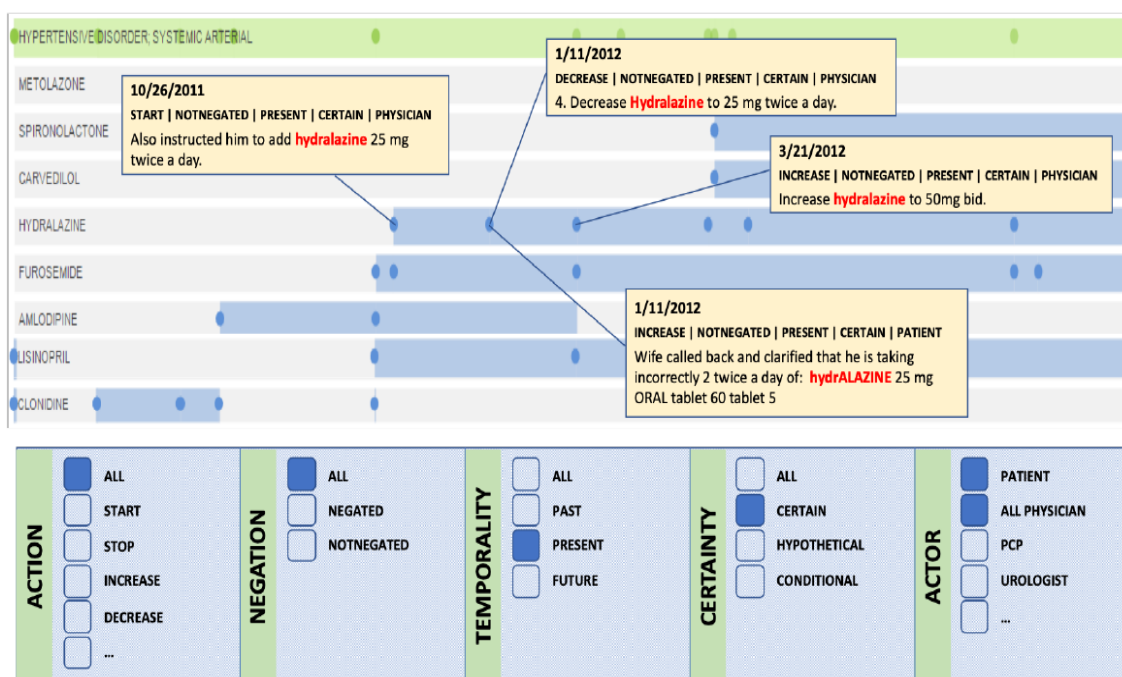 HYPERTENSIVE DISORDER; SYSTEMIC ARTERIAL
METOLAZONE
SPIRONOLACTONE
CARVEDILOL
HYDRALAZINE
FUROSEMIDE
AMLODIPINE
LISINOPRIL
CLONIDINE
10/26/2011
START | NOTNEGATED | PRESENT | CERTAIN | PHYSICIAN
Also instructed him to add hydralazine 25 mg
twice a day.
1/11/2012
DECREASE | NOTNEGATED | PRESENT | CERTAIN | PHYSICIAN
4. Decrease Hydralazine to 25 mg twice a day.
3/21/2012
INCREASE | NOTNEGATED | PRESENT | CERTAIN | PHYSICIAN
Increase hydralazine to 50mg bid.
1/11/2012
INCREASE | NOTNEGATED | PRESENT | CERTAIN | PATIENT
Wife called back and clarified that he is taking
incorrectly 2 twice a day of: hydrALAZINE 25 mg
ORAL tablet 60 tablet 5
ACTION
ALL
START
STOP
INCREASE
DECREASE
...
NEGATION
ALL
NEGATED
NOTNEGATED
TEMPORALITY
ALL
PAST
PRESENT
FUTURE
CERTAINTY
ALL
CERTAIN
HYPOTHETICAL
CONDITIONAL
ACTOR
PATIENT
ALL PHYSICIAN
PCP
UROLOGIST
...